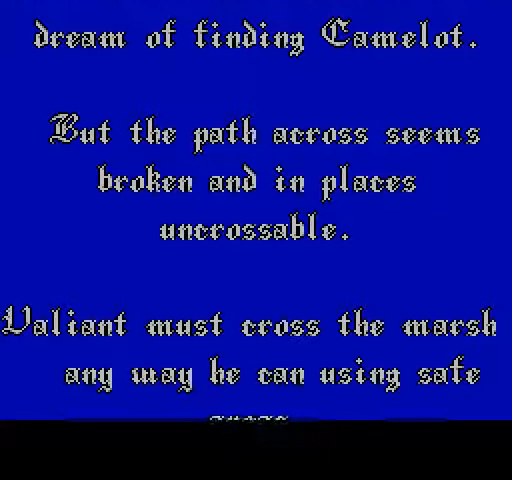 dream of finding Camelot.
But the path across seems
broken and in places
uncrossable.
Valiant must cross the marsh
any way he can using safe